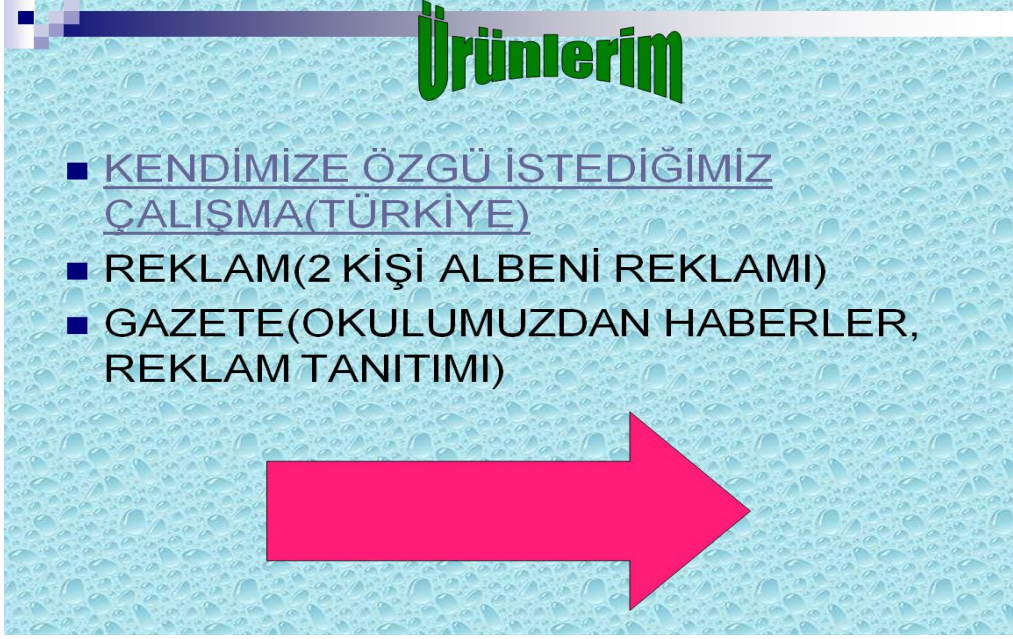 Ürünlerim
KENDİMİZE ÖZGÜ İSTEDİĞİMİZ
ÇALIŞMA(TÜRKİYE)
REKLAM(2 KİŞİ ALBENİ REKLAMI)
GAZETE(OKULUMUZDAN HABERLER,
REKLAM TANITIMI)